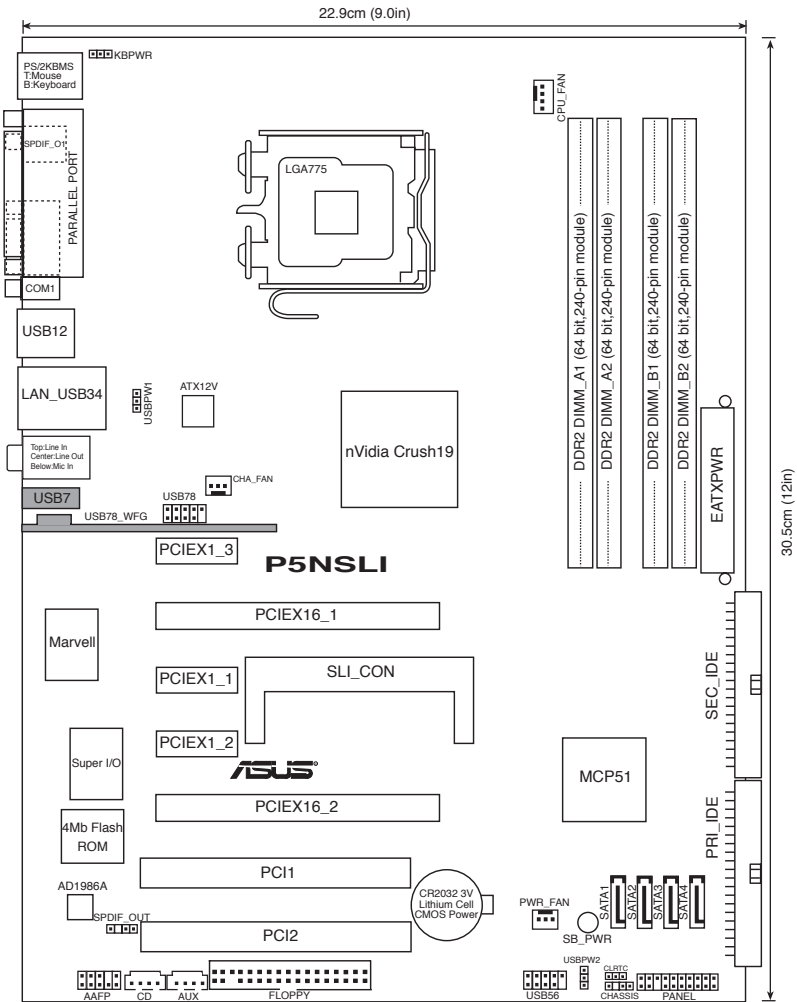 22.9cm (9.0in)
KBPWR
PS/2KBMS
T:Mouse
B:Keyboard
CPU_FAN
SPDIF_O1
PARALLEL PORT
LGA775
COM1
USB12
DDR2 DIMM_A1 (64 bit,240-pin module)
DDR2 DIMM_A2 (64 bit,240-pin module)
DDR2 DIMM_B1 (64 bit,240-pin module)
DDR2 DIMM_B2 (64 bit,240-pin module)
LAN_USB34
USBPW1
ATX12V
nVidia Crush19
EATXPWR
30.5cm (12in)
Top:Line In
Center:Line Out
Below:Mic In
CHA_FAN
USB7
USB78
USB78_WFG
PCIEX1_3
P5NSLI
PCIEX16_1
Marvell
PCIEX1_1
SLI_CON
SEC_IDE
PCIEX1_2
Super I/O
ASUS
®
MCP51
PCIEX16_2
4Mb Flash
ROM
PRI_IDE
PCI1
AD1986A
CR2032 3V
Lithium Cell
CMOS Power
PWR_FAN
SATA1
SATA2
SATA3
SATA4
SPDIF_OUT
PCI2
SB_PWR
USBPW2
CLRTC
AAFP
CD
AUX
FLOPPY
USB56
CHASSIS
PANEL